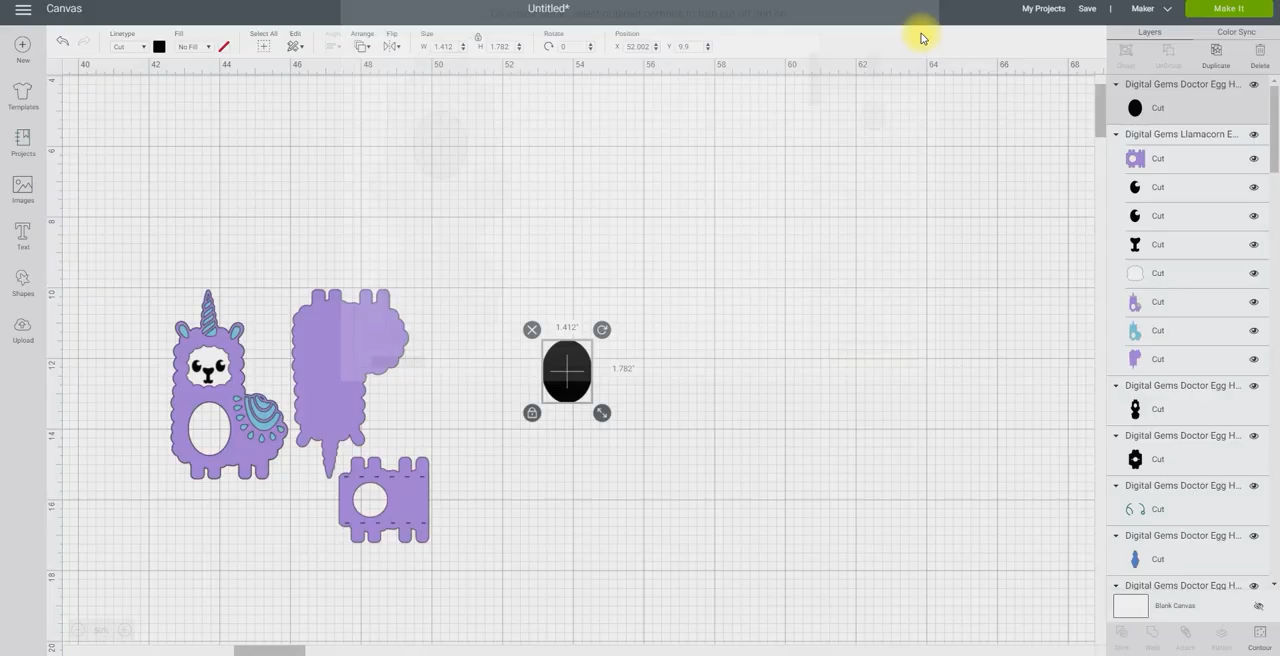 Canvas
Untitled*
My Projects
Save
|
Maker
Make It
New
Templates
Projects
Images
Text
Shapes
Upload
Linetype
Cut
Fill
No Fill
Select All
Edit
Align
Arrange
Flip
Size
W 1.412
H 1.782
Rotate
0
Position
X 52.002
Y 9.9
40 42 44 46 48 50 52 54 56 58 60 62 64 66 68
4
6
8
10
12
14
16
18
20
1.412"
1.782"
50%
Layers
Color Sync
Group
UnGroup
Duplicate
Delete
Digital Gems Doctor Egg H...
Cut
Digital Gems Llamacorn E...
Cut
Cut
Cut
Cut
Cut
Cut
Cut
Cut
Digital Gems Doctor Egg H...
Cut
Digital Gems Doctor Egg H...
Cut
Digital Gems Doctor Egg H...
Cut
Digital Gems Doctor Egg H...
Cut
Digital Gems Doctor Egg H...
Blank Canvas
Slice
Weld
Attach
Flatten
Contour